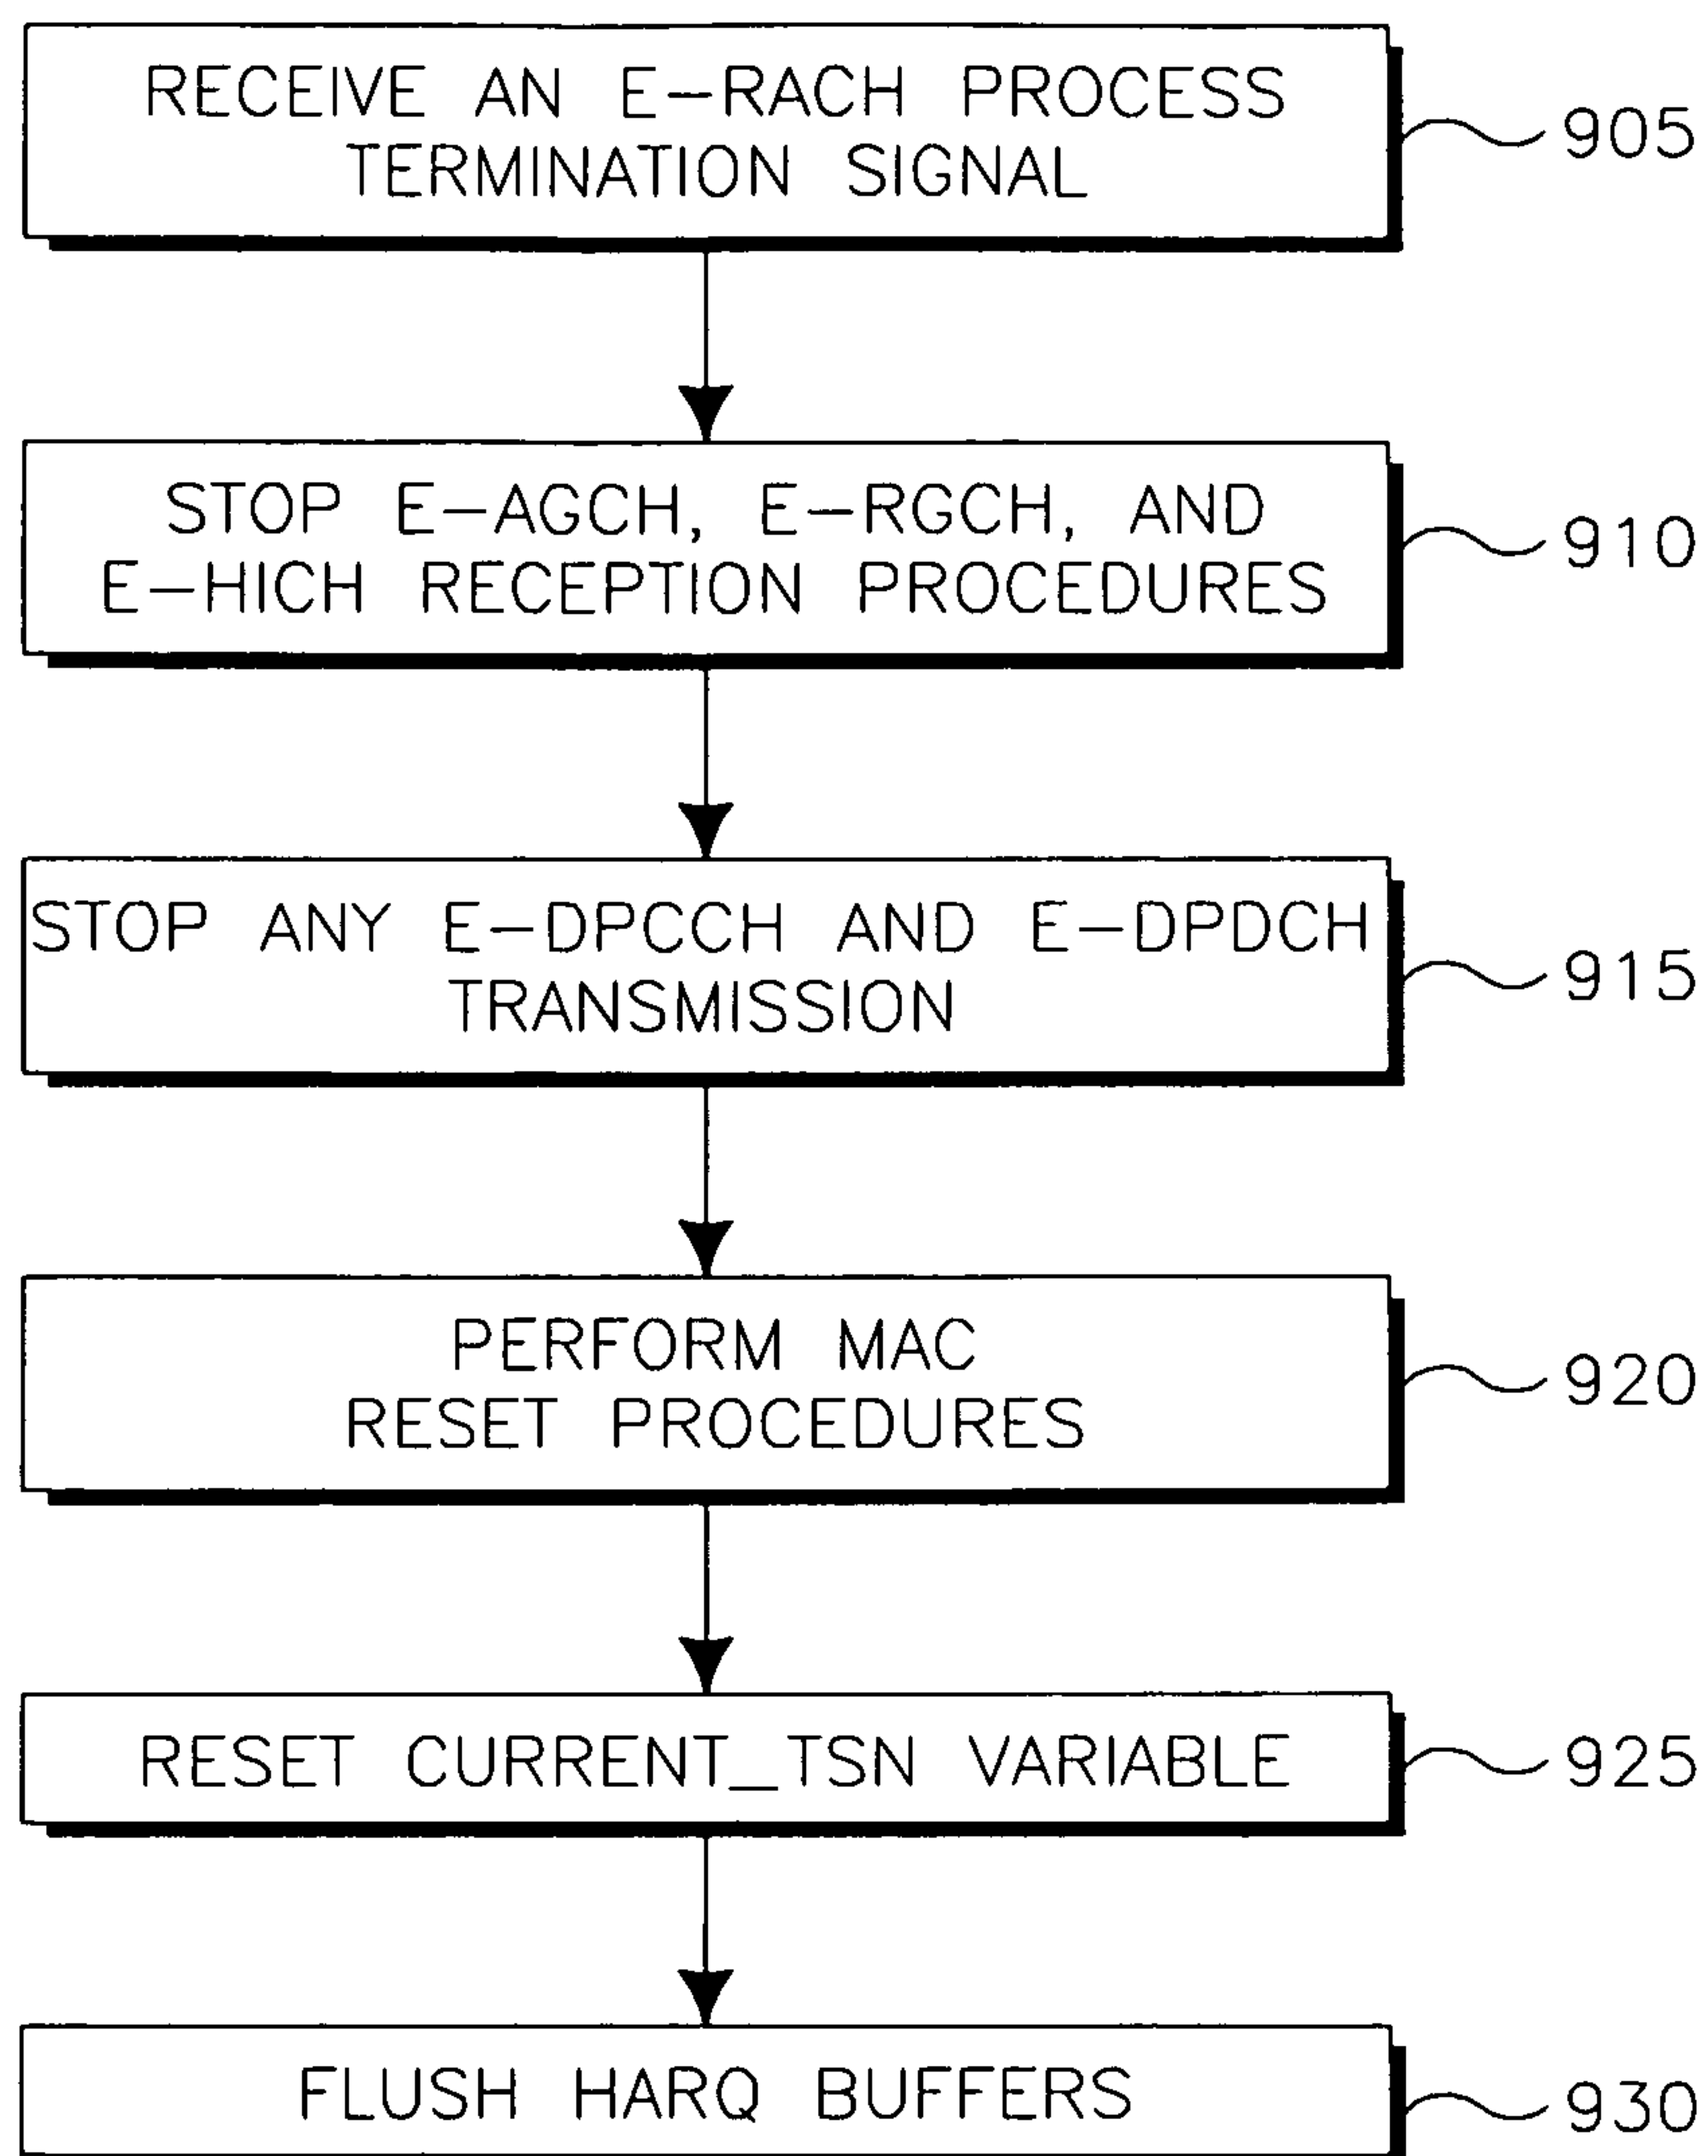 RECEIVE AN E-RACH PROCESS
TERMINATION SIGNAL
905
STOP E-AGCH, E-RGCH, AND
E-HICH RECEPTION PROCEDURES
910
STOP ANY E-DPCCH AND E-DPDCH
TRANSMISSION
915
PERFORM MAC
RESET PROCEDURES
920
RESET CURRENT_TSN VARIABLE
925
FLUSH HARQ BUFFERS
930